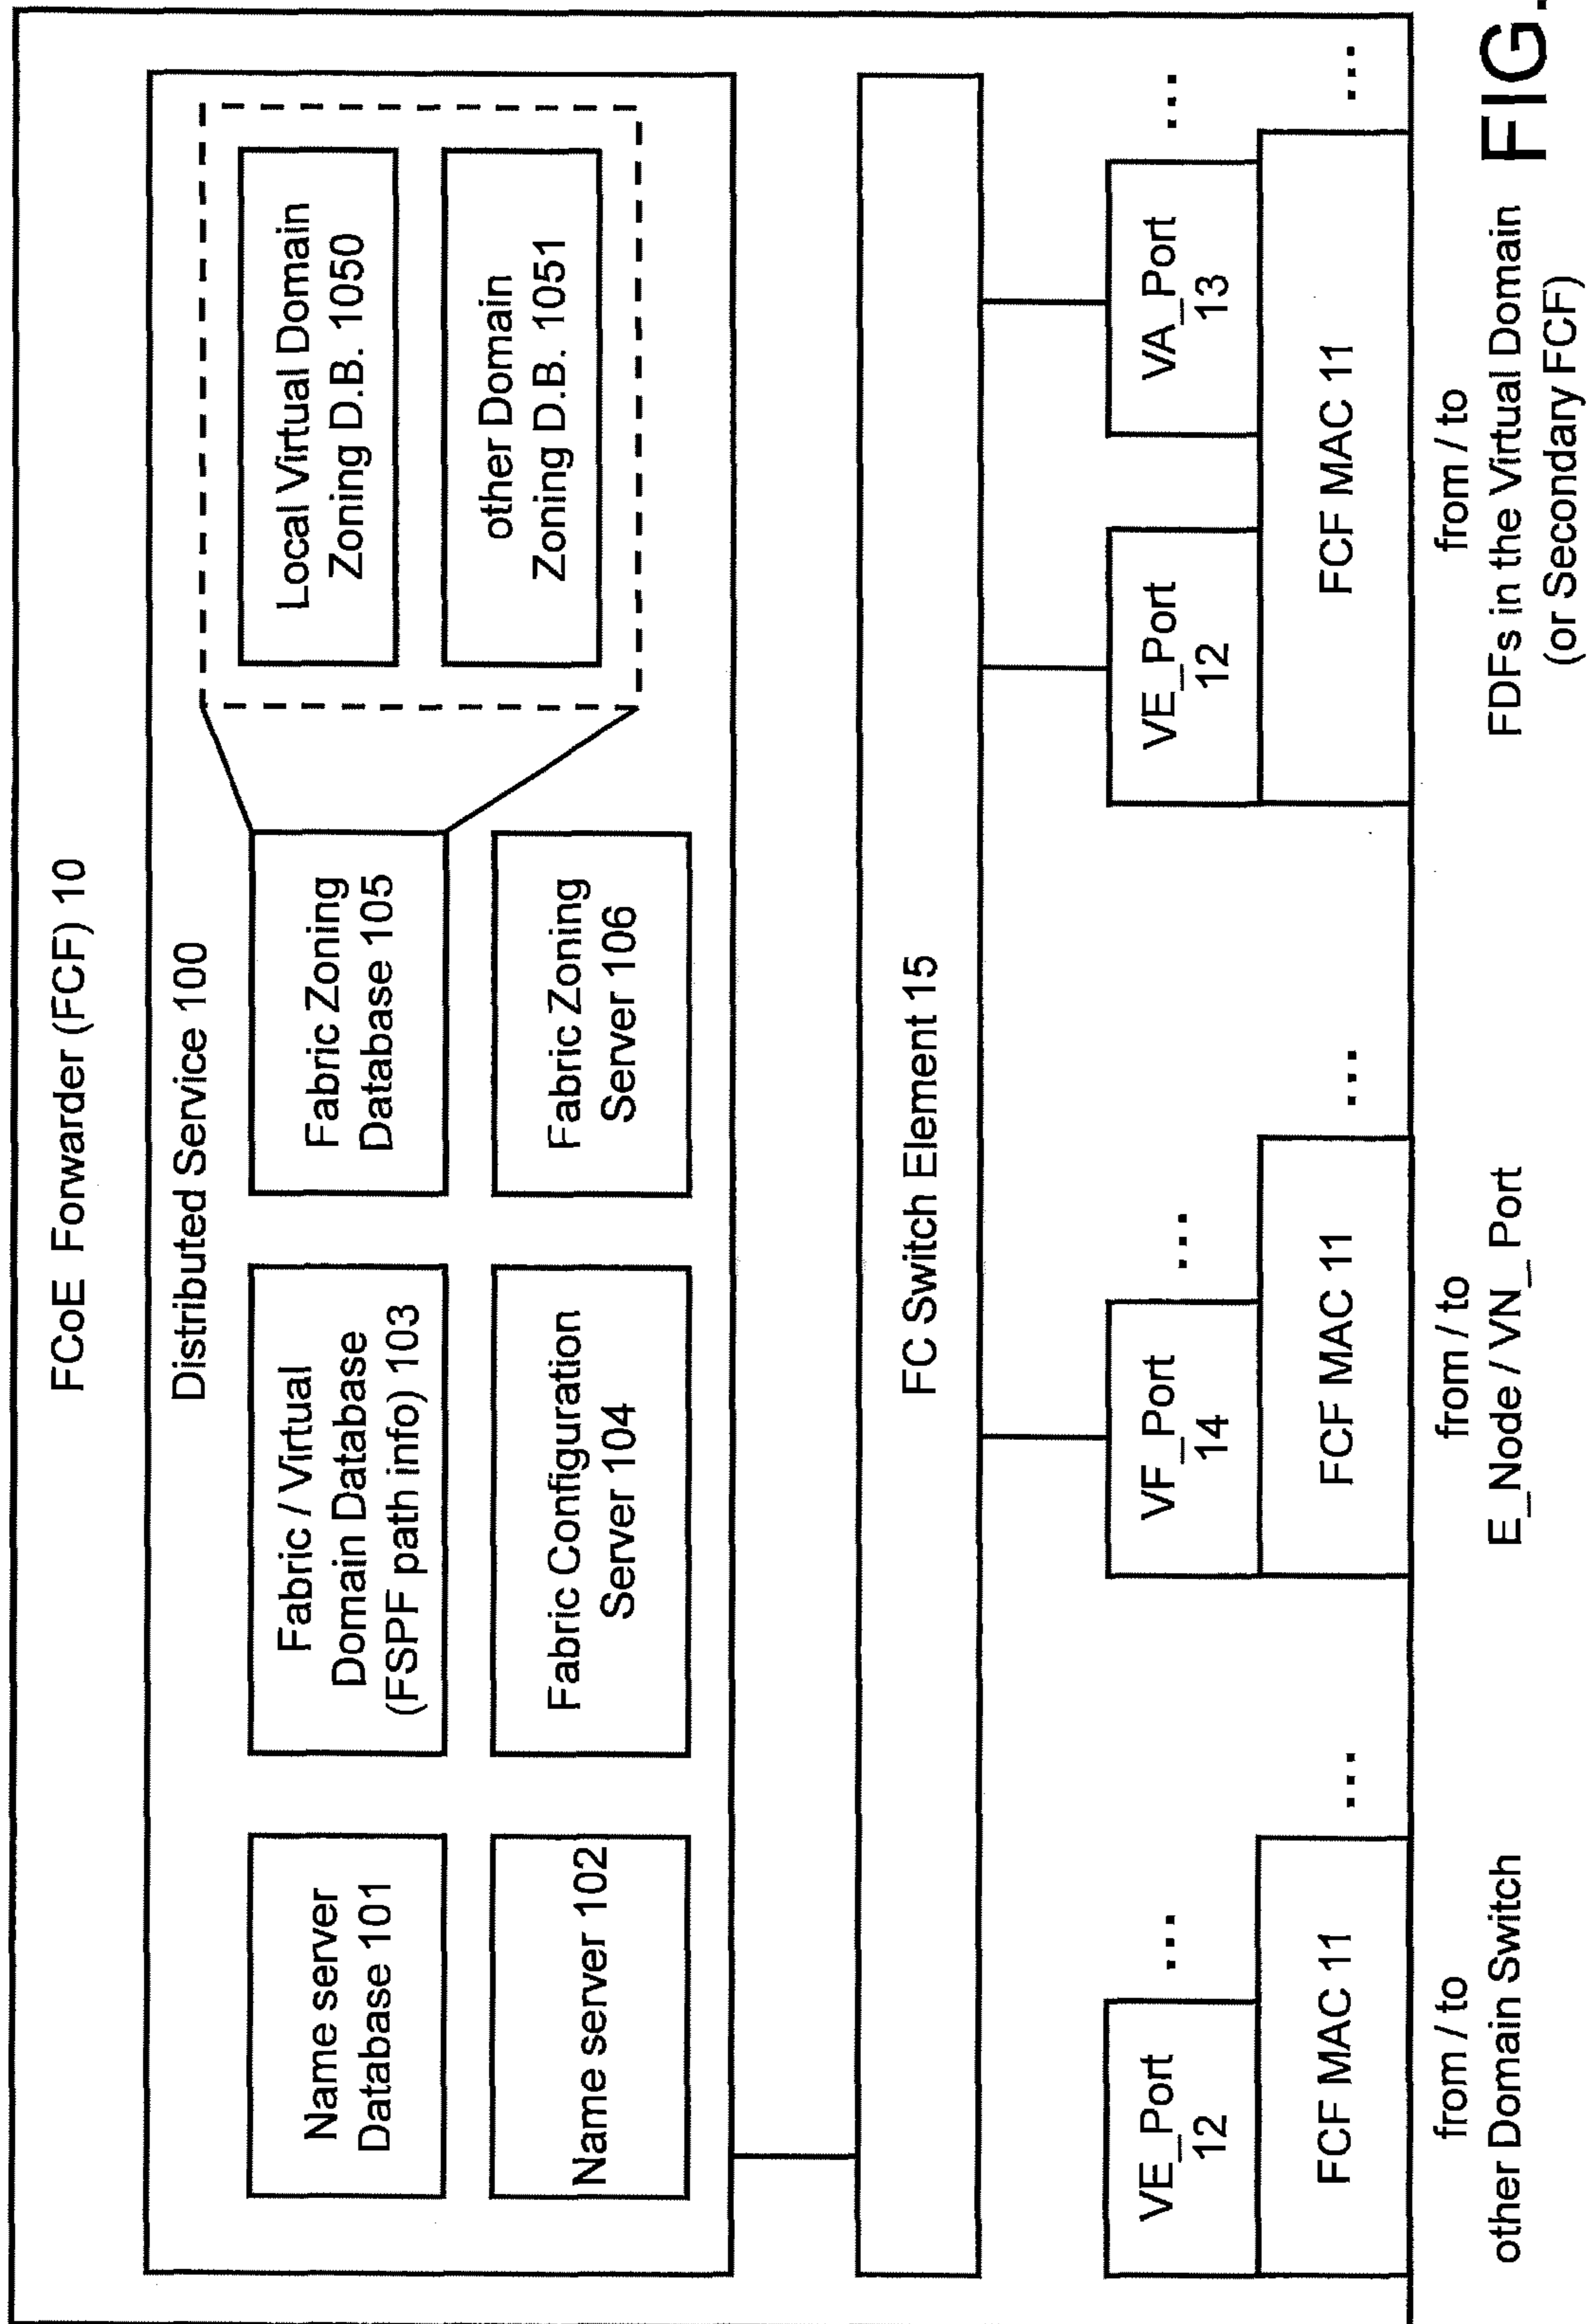 FCoE Forwarder (FCF) 10
Distributed Service 100
Name server
Database 101
Fabric / Virtual
Domain Database
(FSPF path info) 103
Fabric Zoning
Database 105
Local Virtual Domain
Zoning D.B. 1050
other Domain
Zoning D.B. 1051
Name server 102
Fabric Configuration
Server 104
Fabric Zoning
Server 106
FC Switch Element 15
VE_Port
12
...
VF_Port
14
...
VE_Port
12
VA_Port
13
...
FCF MAC 11
...
FCF MAC 11
...
FCF MAC 11
...
from / to
other Domain Switch
from / to
E_Node / VN_Port
from / to
FDFs in the Virtual Domain
(or Secondary FCF)
FIG.